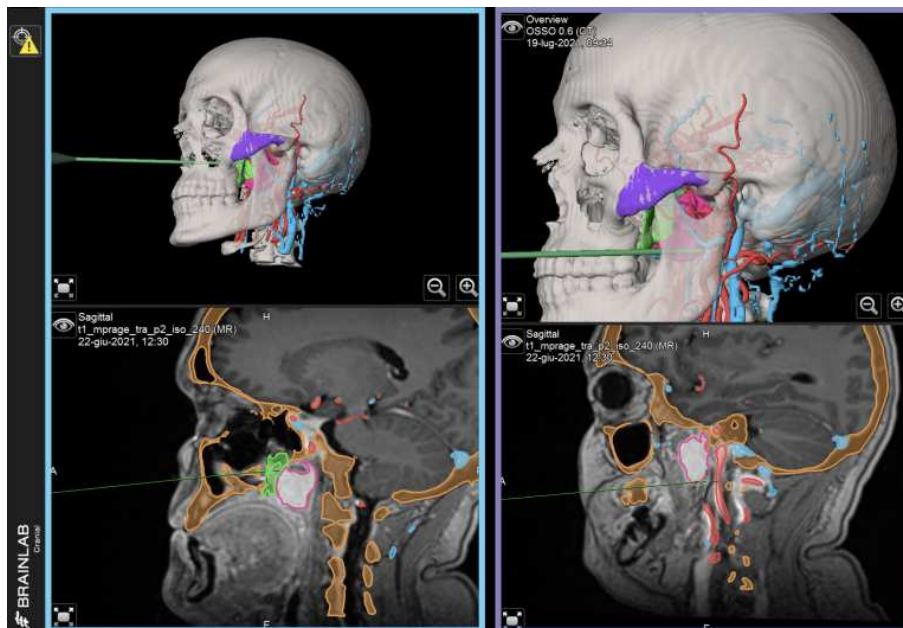 Overview
OSSO 0.6 (CT)
19-lug-2021, 09:34
Sagittal
t1_mprage_tra_p2_iso_240 (MR)
22-giu-2021, 12:30
H
A
Sagittal
t1_mprage_tra_p2_iso_240 (MR)
22-giu-2021, 12:30
H
A
BRAINLAB
Cranial